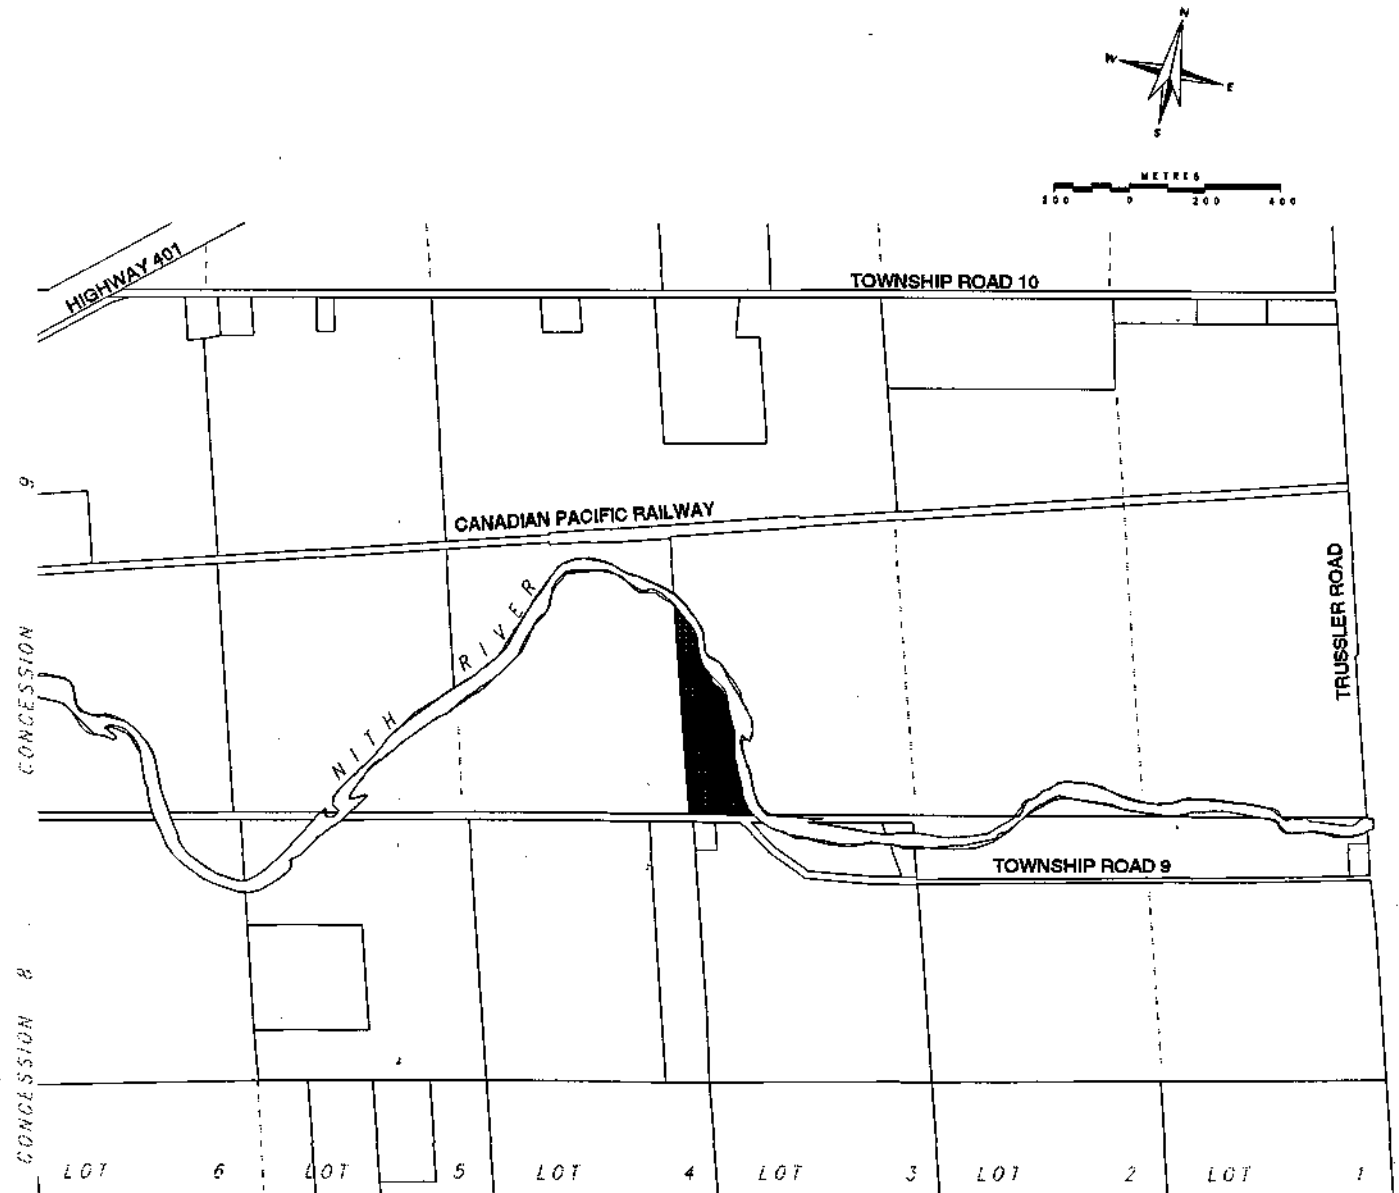 N
W
E
S
METRES
200 0 200 400
HIGHWAY 401
TOWNSHIP ROAD 10
CANADIAN PACIFIC RAILWAY
NITH RIVER
TRUSSLER ROAD
CONCESSION 9
TOWNSHIP ROAD 9
CONCESSION 8
LOT 6 LOT 5 LOT 4 LOT 3 LOT 2 LOT 1